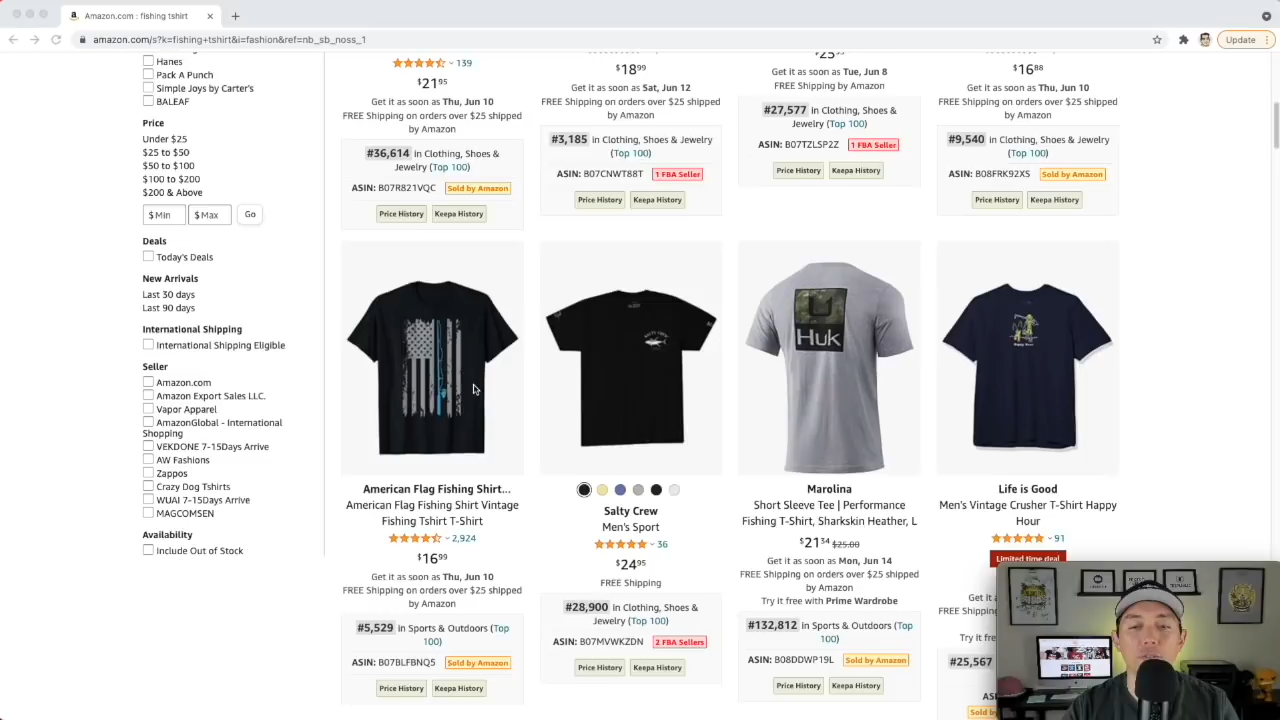 Amazon.com : fishing tshirt
amazon.com/s?k=fishing+tshirt&i=fashion&ref=nb_sb_noss_1
Update
Hanes
Pack A Punch
Simple Joys by Carter's
BALEAF
Price
Under $25
$25 to $50
$50 to $100
$100 to $200
$200 & Above
$ Min
$ Max
Go
Deals
Today's Deals
New Arrivals
Last 30 days
Last 90 days
International Shipping
International Shipping Eligible
Seller
Amazon.com
Amazon Export Sales LLC.
Vapor Apparel
AmazonGlobal - International
Shopping
VEKDONE 7-15Days Arrive
AW Fashions
Zappos
Crazy Dog Tshirts
WUAI 7-15Days Arrive
MAGCOMSEN
Availability
Include Out of Stock
139
$21.95
Get it as soon as Thu, Jun 10
FREE Shipping on orders over $25 shipped
by Amazon
#36,614 in Clothing, Shoes &
Jewelry (Top 100)
ASIN: B07R821VQC Sold by Amazon
Price History Keepa History
$18.99
Get it as soon as Sat, Jun 12
FREE Shipping on orders over $25 shipped
by Amazon
#3,185 in Clothing, Shoes & Jewelry
(Top 100)
ASIN: B07CNWT88T 1 FBA Seller
Price History Keepa History
Get it as soon as Tue, Jun 8
FREE Shipping by Amazon
#27,577 in Clothing, Shoes &
Jewelry (Top 100)
ASIN: B07TZLSP2Z 1 FBA Seller
Price History Keepa History
$16.88
Get it as soon as Thu, Jun 10
FREE Shipping on orders over $25 shipped
by Amazon
#9,540 in Clothing, Shoes & Jewelry
(Top 100)
ASIN: B08FRK92XS Sold by Amazon
Price History Keepa History
American Flag Fishing Shirt...
American Flag Fishing Shirt Vintage
Fishing Tshirt T-Shirt
2,924
$16.99
Get it as soon as Thu, Jun 10
FREE Shipping on orders over $25 shipped
by Amazon
#5,529 in Sports & Outdoors (Top
100)
ASIN: B07BLFBNQ5 Sold by Amazon
Price History Keepa History
Salty Crew
Men's Sport
36
$24.95
FREE Shipping
#28,900 in Clothing, Shoes &
Jewelry (Top 100)
ASIN: B07MVWKZDN 2 FBA Sellers
Price History Keepa History
Huk
Marolina
Short Sleeve Tee | Performance
Fishing T-Shirt, Sharkskin Heather, L
$21.34 $25.00
Get it as soon as Mon, Jun 14
FREE Shipping on orders over $25 shipped
by Amazon
Try it free with Prime Wardrobe
#132,812 in Sports & Outdoors (Top
100)
ASIN: B08DDWP19L Sold by Amazon
Price History Keepa History
Life is Good
Men's Vintage Crusher T-Shirt Happy
Hour
91
Limited time deal
#25,567